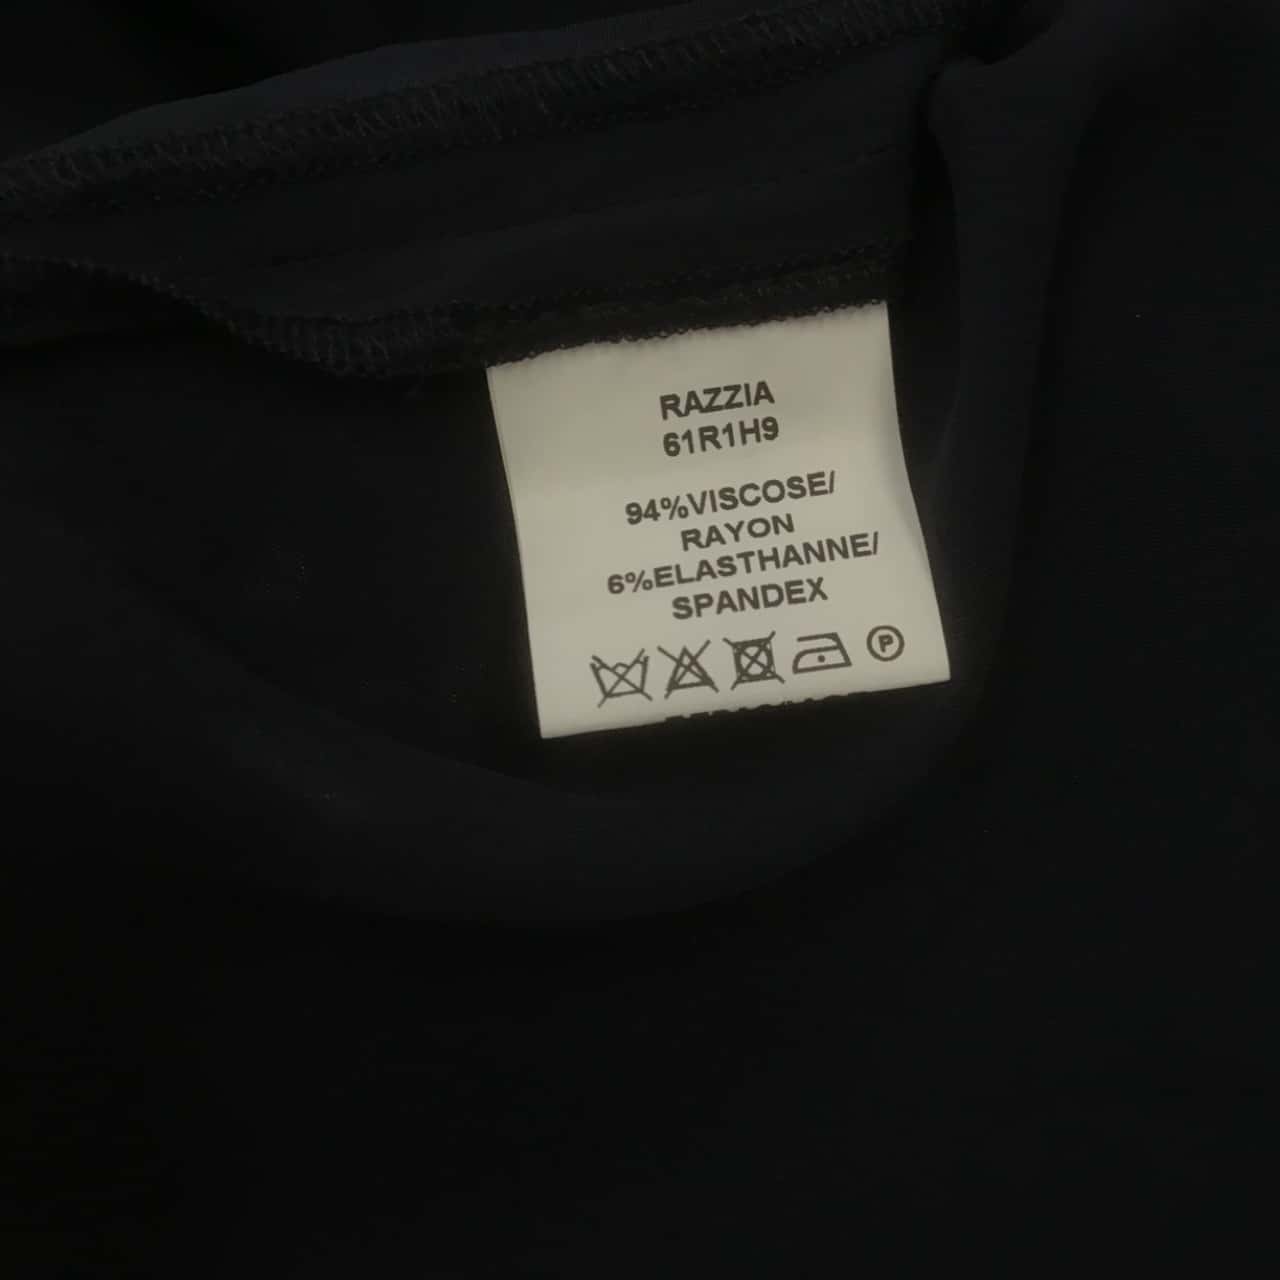 RAZZIA
61R1H9
94%VISCOSE/
RAYON
6%ELASTHANNE/
SPANDEX
P